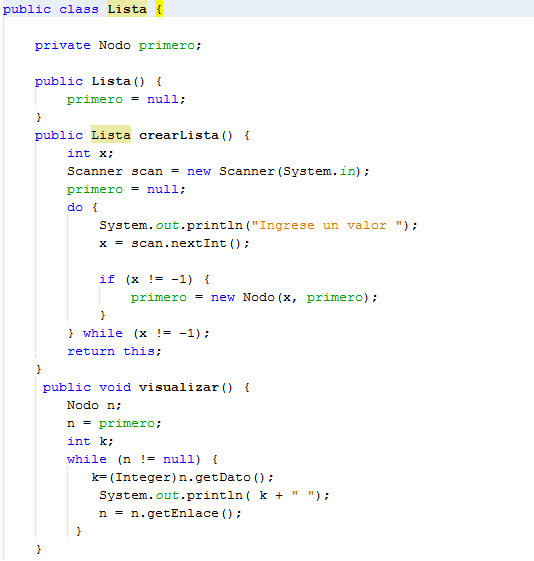 public class Lista {
private Nodo primero;
public Lista() {
primero = null;
}
public Lista crearLista() {
int x;
Scanner scan = new Scanner(System.in);
primero = null;
do {
System.out.println("Ingrese un valor ");
x = scan.nextInt();
if (x != -1) {
primero = new Nodo(x, primero);
}
} while (x != -1);
return this;
}
public void visualizar() {
Nodo n;
n = primero;
int k;
while (n != null) {
k=(Integer)n.getDato();
System.out.println( k + " ");
n = n.getEnlace();
}
}